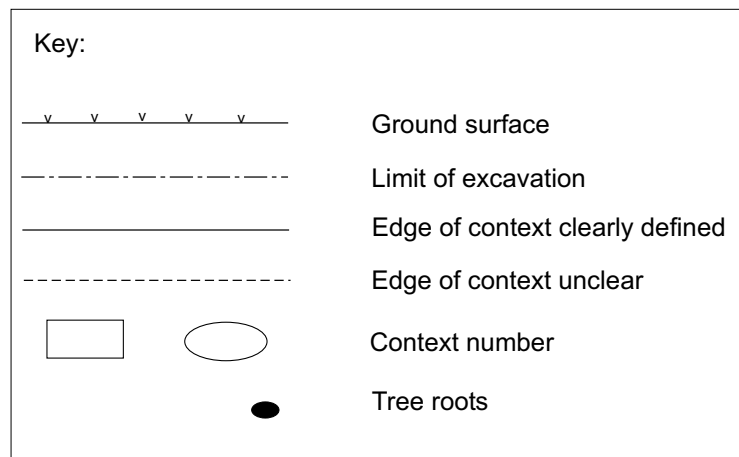 Key:
Ground surface
Limit of excavation
Edge of context clearly defined
Edge of context unclear
Context number
Tree roots